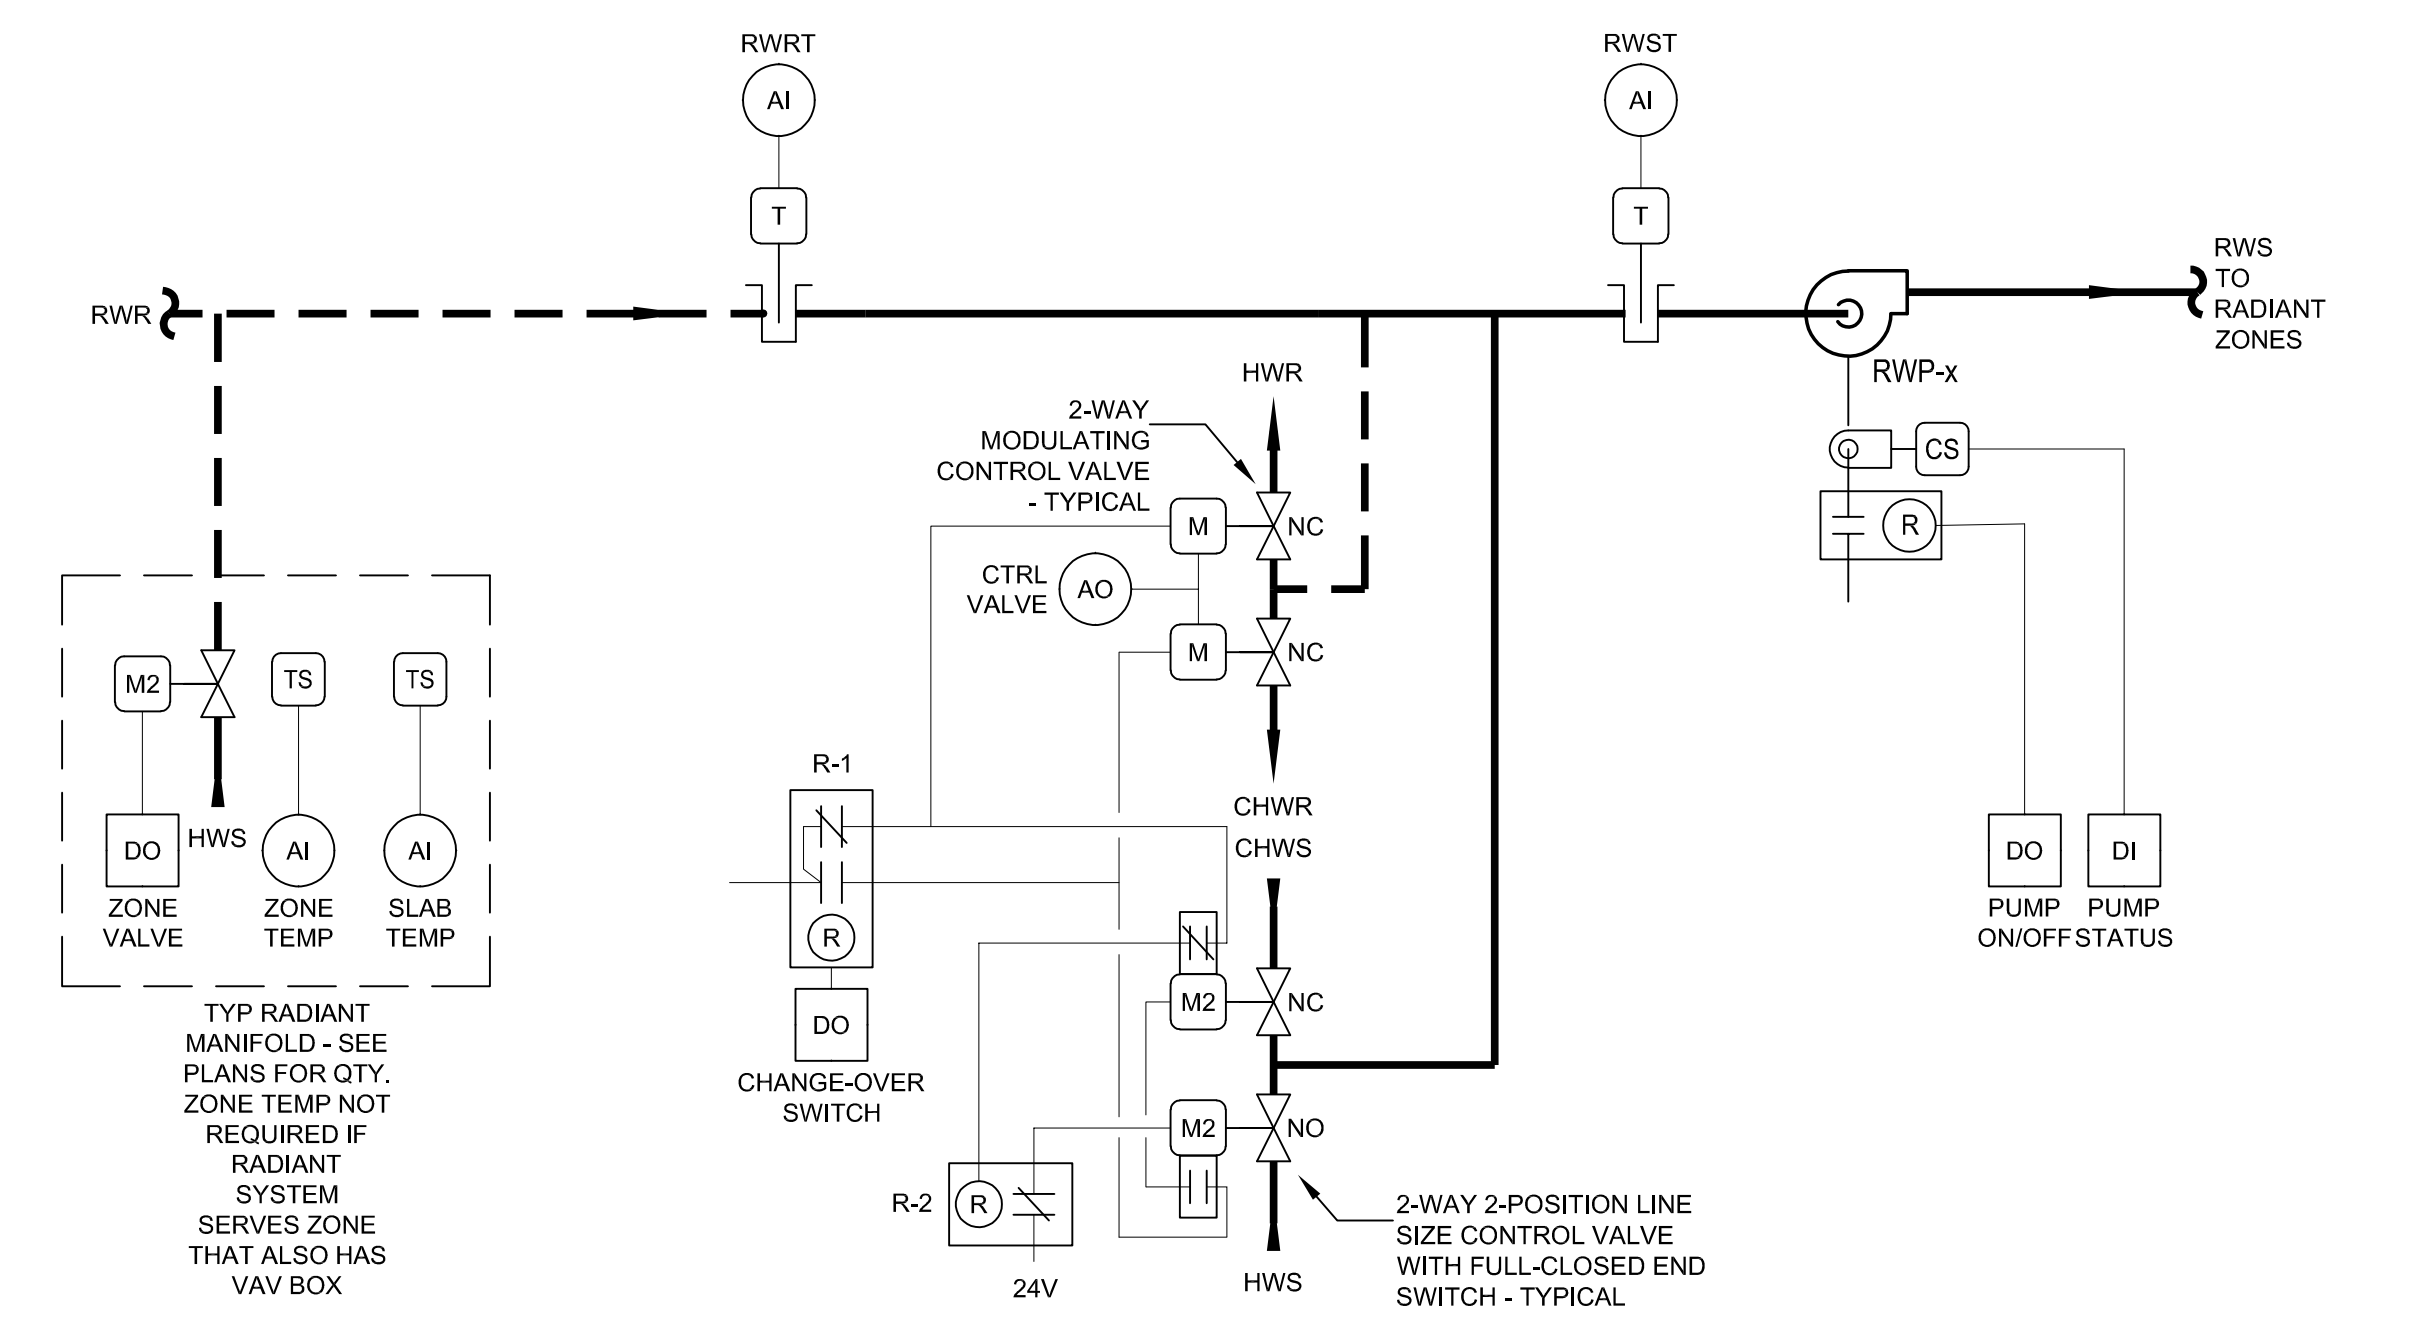 RWRT
AI
T
RWST
AI
T
RWR
RWS
TO
RADIANT
ZONES
RWP-x
CS
R
HWR
2-WAY
MODULATING
CONTROL VALVE
- TYPICAL
M
NC
CTRL
VALVE
AO
M
NC
CHWR
CHWS
M2
TS
TS
DO
HWS
AI
AI
ZONE
VALVE
ZONE
TEMP
SLAB
TEMP
TYP RADIANT
MANIFOLD - SEE
PLANS FOR QTY.
ZONE TEMP NOT
REQUIRED IF
RADIANT
SYSTEM
SERVES ZONE
THAT ALSO HAS
VAV BOX
R-1
R
DO
CHANGE-OVER
SWITCH
M2
NC
M2
NO
R-2
R
24V
HWS
2-WAY 2-POSITION LINE
SIZE CONTROL VALVE
WITH FULL-CLOSED END
SWITCH - TYPICAL
DO
DI
PUMP
ON/OFF
PUMP
STATUS